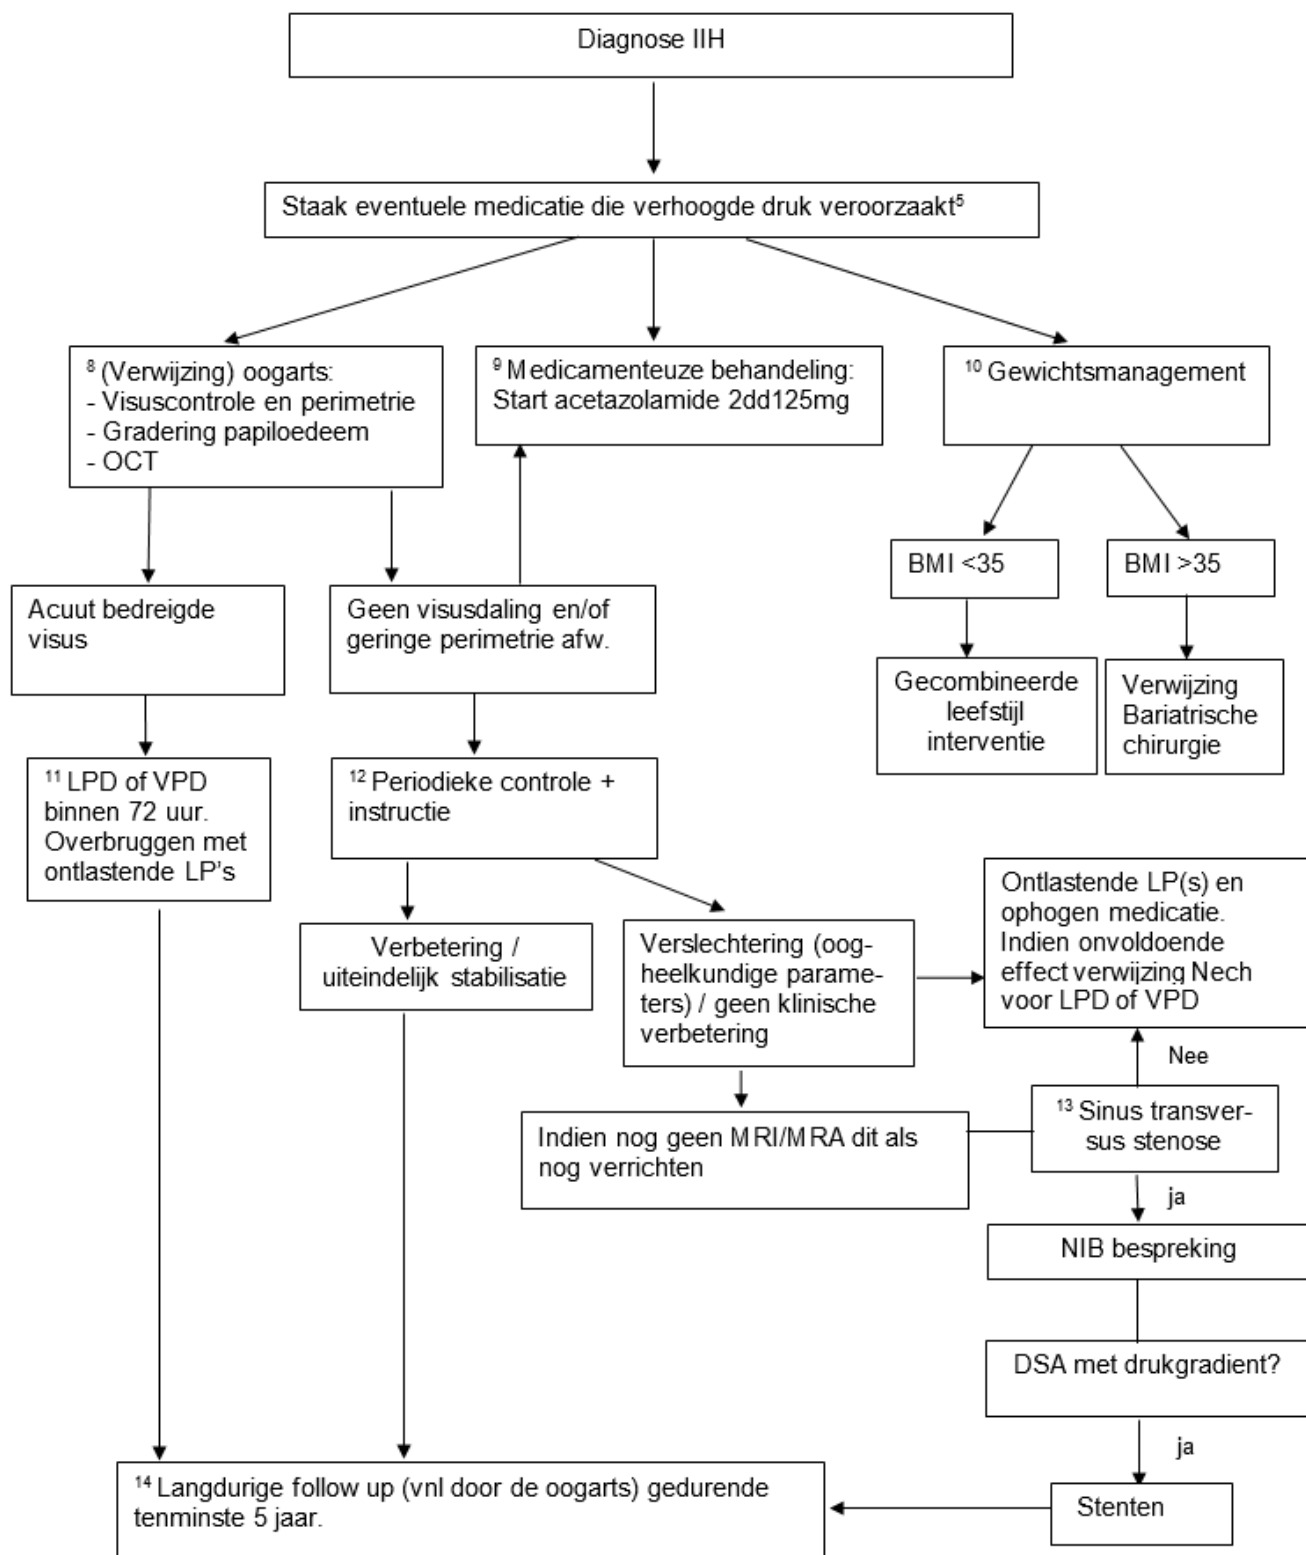 Diagnose IIH
Staak eventuele medicatie die verhoogde druk veroorzaakt⁵
⁸ (Verwijzing) oogarts:
- Visuscontrole en perimetrie
- Gradering papiloedeem
- OCT
⁹ Medicamenteuze behandeling:
Start acetazolamide 2dd125mg
¹⁰ Gewichtsmanagement
BMI <35
BMI >35
Acuut bedreigde
visus
Geen visusdaling en/of
geringe perimetrie afw.
Gecombineerde
leefstijl
interventie
Verwijzing
Bariatrische
chirurgie
¹¹ LPD of VPD
binnen 72 uur.
Overbruggen met
ontlastende LP's
¹² Periodieke controle +
instructie
Verbetering /
uiteindelijk stabilisatie
Verslechtering (oog-
heelkundige parame-
ters) / geen klinische
verbetering
Ontlastende LP(s) en
ophogen medicatie.
Indien onvoldoende
effect verwijzing Nech
voor LPD of VPD
Nee
Indien nog geen MRI/MRA dit als
nog verrichten
¹³ Sinus transver-
sus stenose
ja
NIB bespreking
DSA met drukgradient?
ja
Stenten
¹⁴ Langdurige follow up (vnl door de oogarts) gedurende
tenminste 5 jaar.